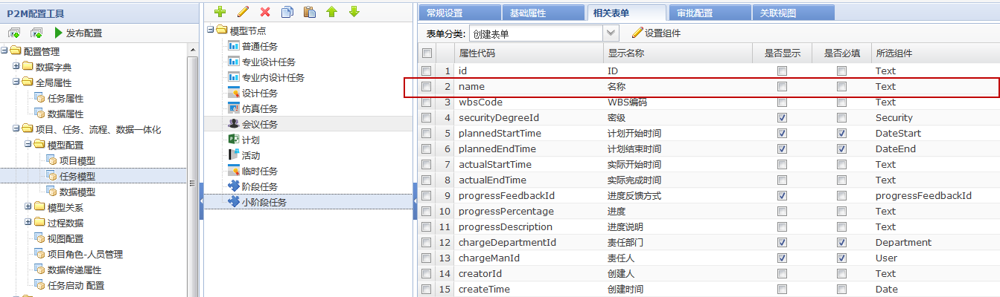 P2M配置工具
发布配置
配置管理
数据字典
全局属性
任务属性
数据属性
项目、任务、流程、数据一体化
模型配置
项目模型
任务模型
数据模型
模型关系
过程数据
视图配置
项目角色-人员管理
数据传递属性
任务启动 配置
模型节点
普通任务
专业设计任务
专业内设计任务
设计任务
仿真任务
会议任务
计划
活动
临时任务
阶段任务
小阶段任务
常规设置 基础属性 相关表单 审批配置 关联视图
表单分类: 创建表单 设置组件
属性代码 显示名称 是否显示 是否必填 所选组件
1 id ID Text
2 name 名称 Text
3 wbsCode WBS编码 Text
4 securityDegreeId 密级 Security
5 plannedStartTime 计划开始时间 DateStart
6 plannedEndTime 计划结束时间 DateEnd
7 actualStartTime 实际开始时间 Text
8 actualEndTime 实际完成时间 Text
9 progressFeedbackId 进度反馈方式 progressFeedbackId
10 progressPercentage 进度 Text
11 progressDescription 进度说明 Text
12 chargeDepartmentId 责任部门 Department
13 chargeManId 责任人 User
14 creatorId 创建人 Text
15 createTime 创建时间 Date